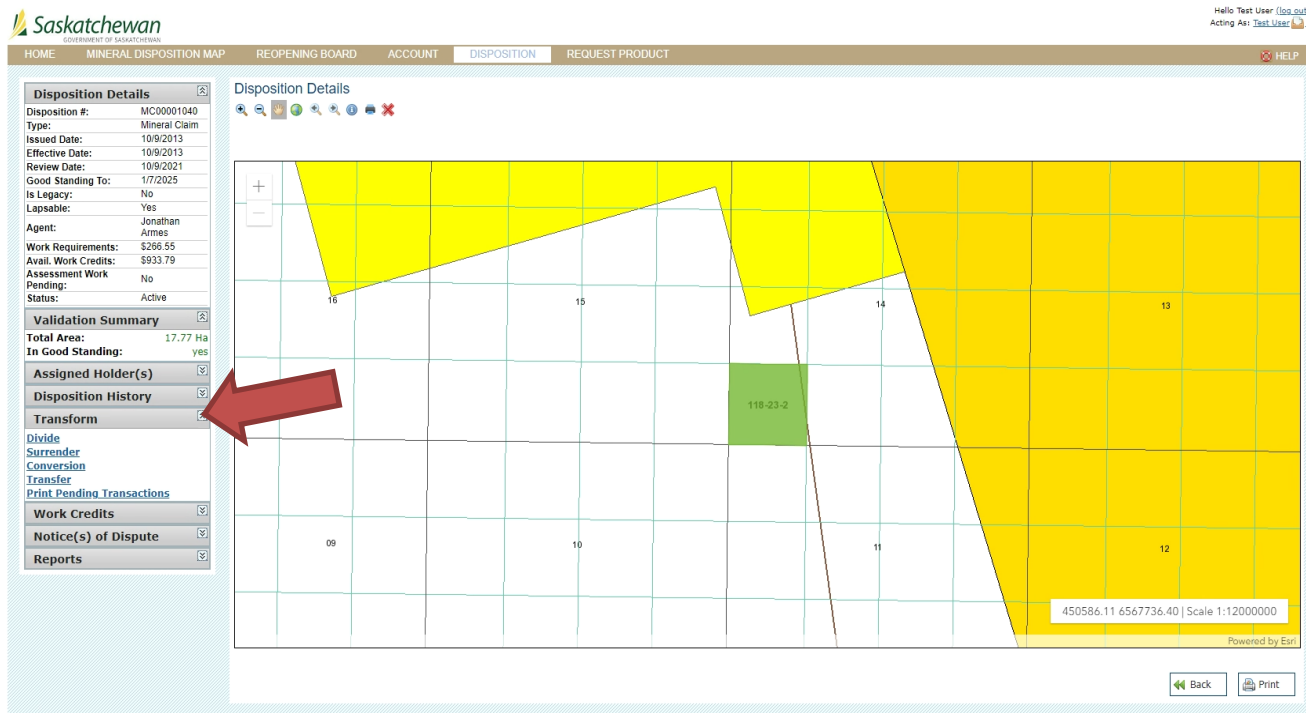 Hello Test User (log out
Acting As: Test User
Saskatchewan
GOVERNMENT OF SASKATCHEWAN
HOME MINERAL DISPOSITION MAP REOPENING BOARD ACCOUNT DISPOSITION REQUEST PRODUCT HELP
Disposition Details
Disposition #: MC00001040
Type: Mineral Claim
Issued Date: 10/9/2013
Effective Date: 10/9/2013
Review Date: 10/9/2021
Good Standing To: 1/7/2025
Is Legacy: No
Lapsable: Yes
Agent: Jonathan
Armes
Work Requirements: $266.55
Avail. Work Credits: $933.79
Assessment Work
Pending: No
Status: Active
Validation Summary
Total Area: 17.77 Ha
In Good Standing: yes
Assigned Holder(s)
Disposition History
Transform
Divide
Surrender
Conversion
Transfer
Print Pending Transactions
Work Credits
Notice(s) of Dispute
Reports
Disposition Details
+
−
16 15 14 13
118-23-2
09 10 11 12
450586.11 6567736.40 | Scale 1:12000000
Powered by Esri
Back Print